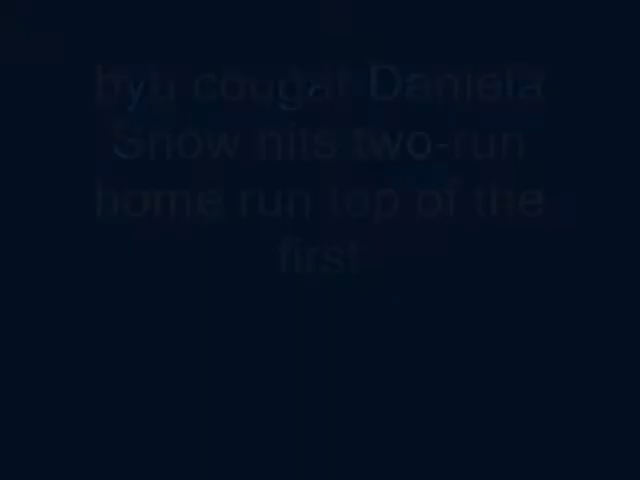 byu cougar Daniela
Snow hits two-run
home run top of the
first